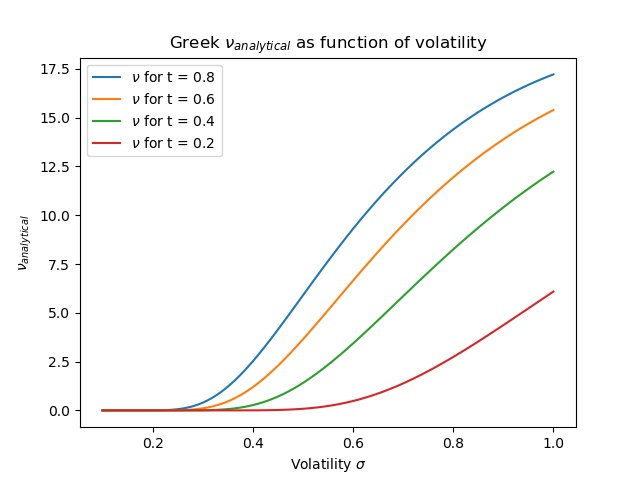 Greek ν_analytical as function of volatility
ν for t = 0.8
ν for t = 0.6
ν for t = 0.4
ν for t = 0.2
17.5
15.0
12.5
10.0
7.5
5.0
2.5
0.0
ν_analytical
0.2 0.4 0.6 0.8 1.0
Volatility σ